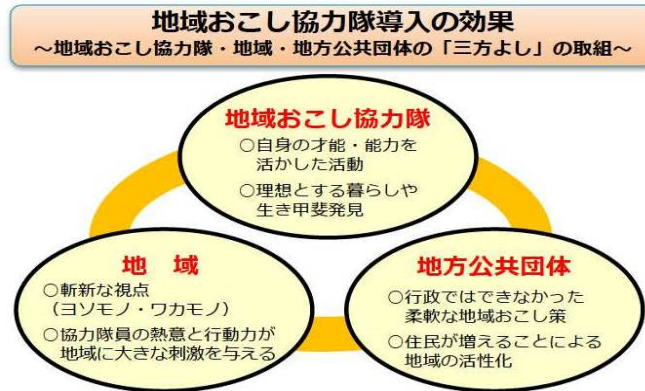 地域おこし協力隊導入の効果
～地域おこし協力隊・地域・地方公共団体の「三方よし」の取組～
地域おこし協力隊
○自身の才能・能力を
活かした活動
○理想とする暮らしや
生き甲斐発見
地　域
○斬新な視点
（ヨソモノ・ワカモノ）
○協力隊員の熱意と行動力が
地域に大きな刺激を与える
地方公共団体
○行政ではできなかった
柔軟な地域おこし策
○住民が増えることによる
地域の活性化